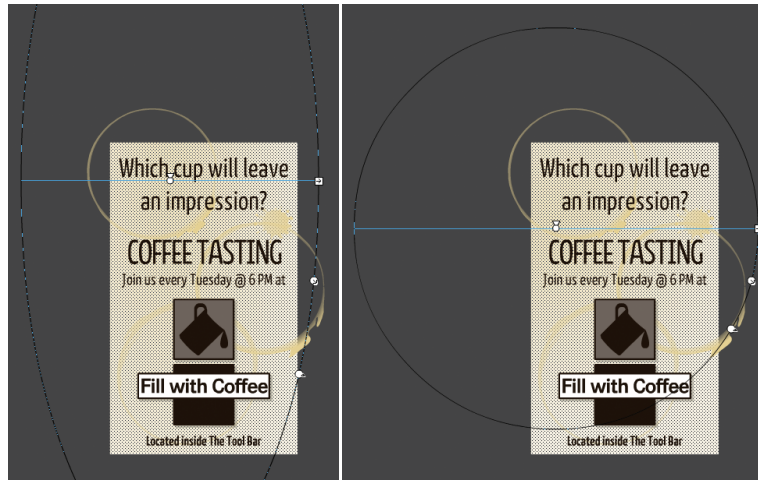 Which cup will leave
an impression?
COFFEE TASTING
Join us every Tuesday @ 6 PM at
Fill with Coffee
Located inside The Tool Bar
Which cup will leave
an impression?
COFFEE TASTING
Join us every Tuesday @ 6 PM at
Fill with Coffee
Located inside The Tool Bar